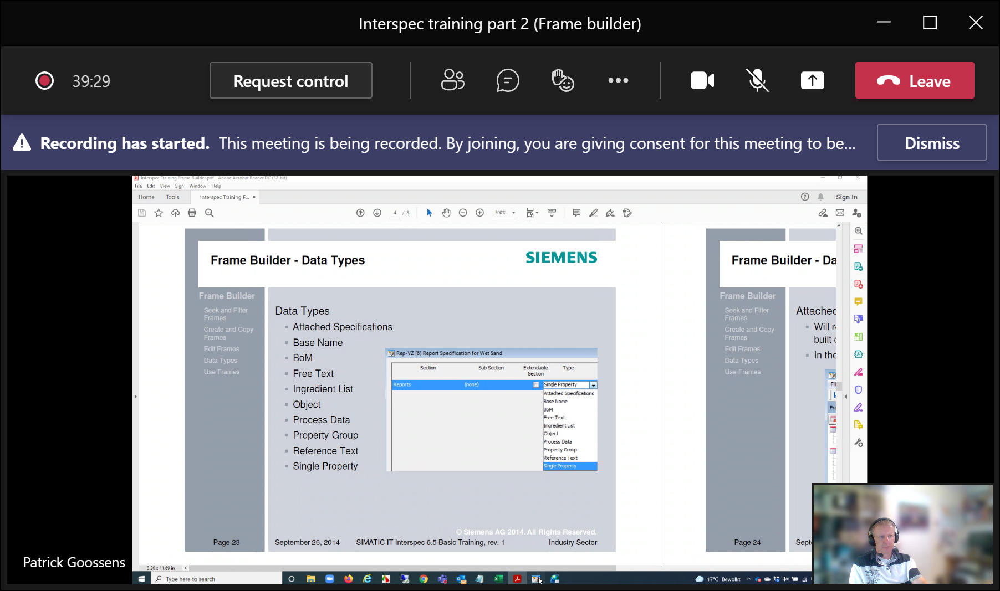 Interspec training part 2 (Frame builder)
39:29
Request control
Leave
Recording has started. This meeting is being recorded. By joining, you are giving consent for this meeting to be...
Dismiss
Interspec Training Frame Builder.pdf - Adobe Acrobat Reader DC (32-bit)
File Edit View Sign Window Help
Home Tools Interspec Training F...
Sign In
4 / 8
300%
Frame Builder - Data Types
SIEMENS
Frame Builder
Seek and Filter
Frames
Create and Copy
Frames
Edit Frames
Data Types
Use Frames
Data Types
Attached Specifications
Base Name
BoM
Free Text
Ingredient List
Object
Process Data
Property Group
Reference Text
Single Property
Rep-VZ [6] Report Specification for Wet Sand
Section Sub Section Extendable Type
Section
Reports (none) Single Property
Attached Specifications
Base Name
BoM
Free Text
Ingredient List
Object
Process Data
Property Group
Reference Text
Single Property
© Siemens AG 2014. All Rights Reserved.
Page 23 September 26, 2014 SIMATIC IT Interspec 6.5 Basic Training, rev. 1 Industry Sector
Frame Builder - Da
Frame Builder
Seek and Filter
Frames
Create and Copy
Frames
Edit Frames
Data Types
Use Frames
Attached
Will r
built
In the
Fil
Fra
Page 24 Sept
Patrick Goossens
8.26 x 11.69 in
Type here to search
17°C Bewolkt